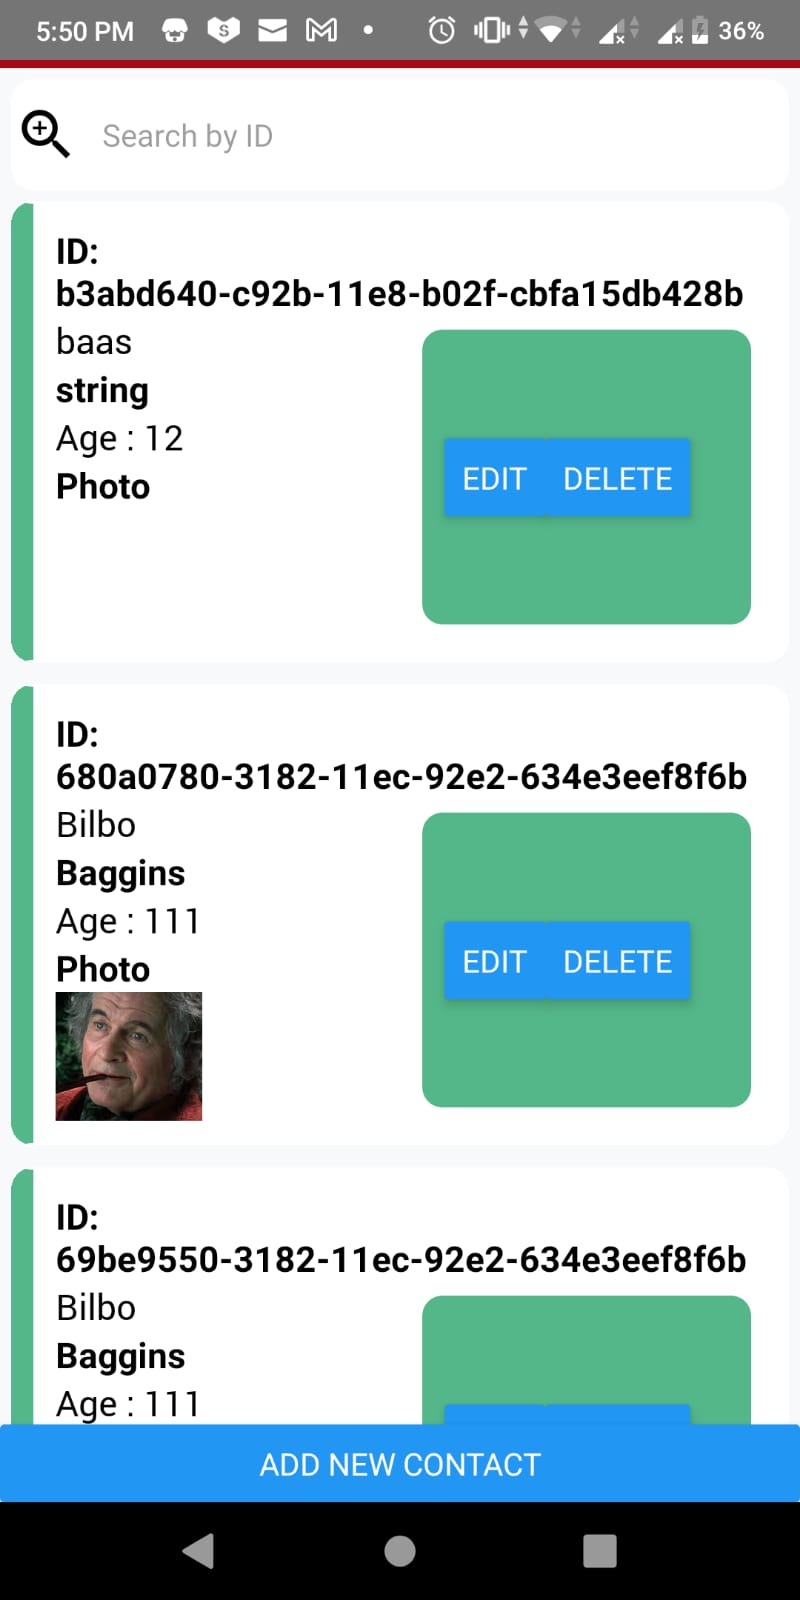 5:50 PM 36%
Search by ID
ID:
b3abd640-c92b-11e8-b02f-cbfa15db428b
baas
string
Age : 12
Photo
EDIT DELETE
ID:
680a0780-3182-11ec-92e2-634e3eef8f6b
Bilbo
Baggins
Age : 111
Photo
EDIT DELETE
ID:
69be9550-3182-11ec-92e2-634e3eef8f6b
Bilbo
Baggins
Age : 111
ADD NEW CONTACT